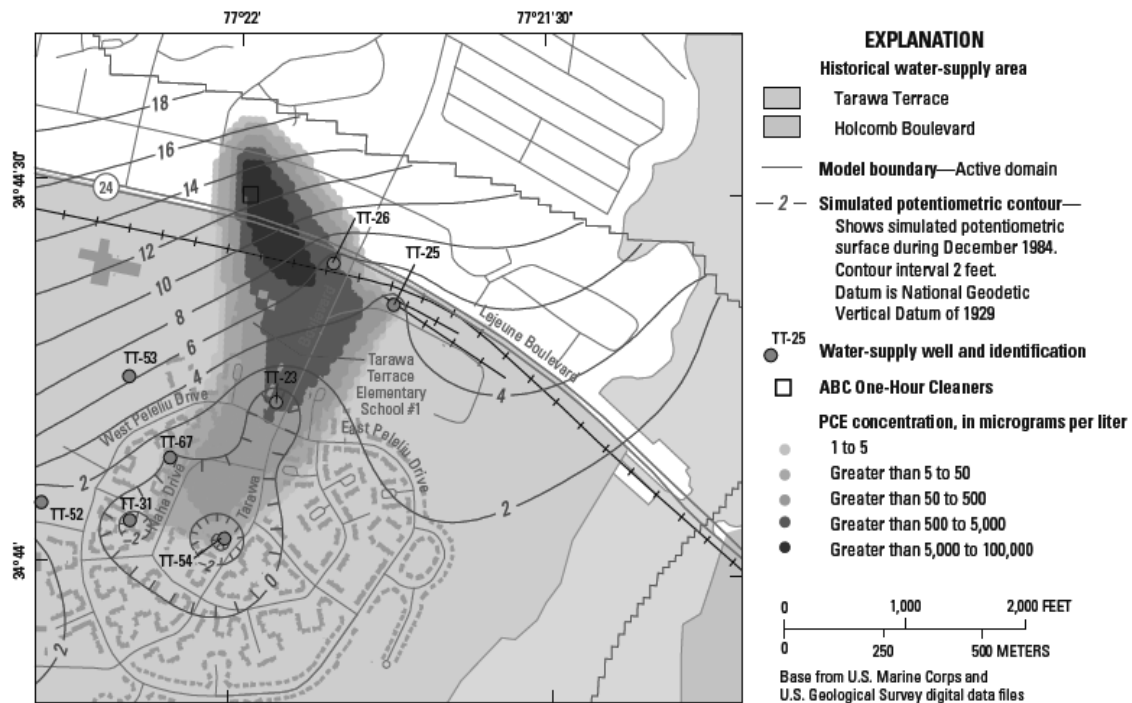 77°22'
77°21'30"
34°44'30"
34°44'
18
16
14
24
12
10
8
6
4
2
TT-26
TT-25
Lejeune Boulevard
TT-53
Tarawa
Terrace
Elementary
School #1
4
TT-23
West Peleliu Drive
East Peleliu Drive
TT-67
TT-52
TT-31
Tarawa
2
-2
TT-54
-2
0
2
EXPLANATION
Historical water-supply area
Tarawa Terrace
Holcomb Boulevard
Model boundary—Active domain
2 Simulated potentiometric contour—
Shows simulated potentiometric
surface during December 1984.
Contour interval 2 feet.
Datum is National Geodetic
Vertical Datum of 1929
TT-25
Water-supply well and identification
ABC One-Hour Cleaners
PCE concentration, in micrograms per liter
1 to 5
Greater than 5 to 50
Greater than 50 to 500
Greater than 500 to 5,000
Greater than 5,000 to 100,000
0 1,000 2,000 FEET
0 250 500 METERS
Base from U.S. Marine Corps and
U.S. Geological Survey digital data files